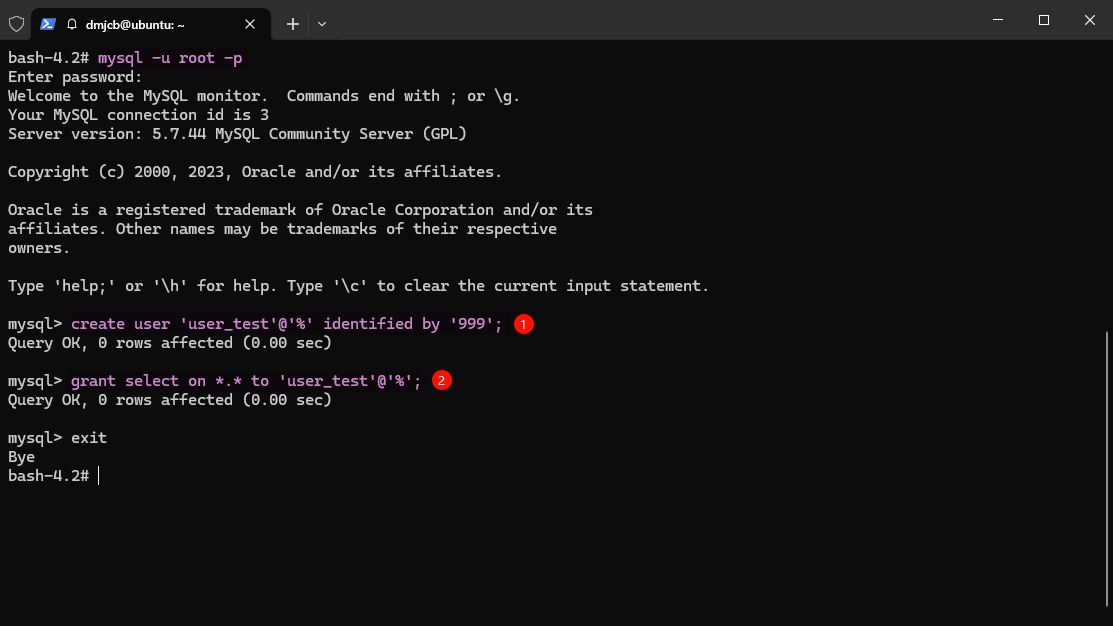 dmjcb@ubuntu: ~
bash-4.2# mysql -u root -p
Enter password:
Welcome to the MySQL monitor.  Commands end with ; or \g.
Your MySQL connection id is 3
Server version: 5.7.44 MySQL Community Server (GPL)
Copyright (c) 2000, 2023, Oracle and/or its affiliates.
Oracle is a registered trademark of Oracle Corporation and/or its
affiliates. Other names may be trademarks of their respective
owners.
Type 'help;' or '\h' for help. Type '\c' to clear the current input statement.
mysql> create user 'user_test'@'%' identified by '999'; 1
Query OK, 0 rows affected (0.00 sec)
mysql> grant select on *.* to 'user_test'@'%'; 2
Query OK, 0 rows affected (0.00 sec)
mysql> exit
Bye
bash-4.2#